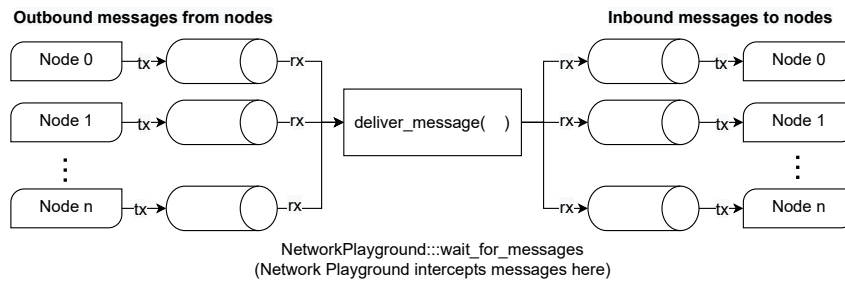 Outbound messages from nodes
Inbound messages to nodes
Node 0 tx rx rx tx Node 0
Node 1 tx rx deliver_message( ) rx tx Node 1
Node n tx rx rx tx Node n
NetworkPlayground:::wait_for_messages
(Network Playground intercepts messages here)